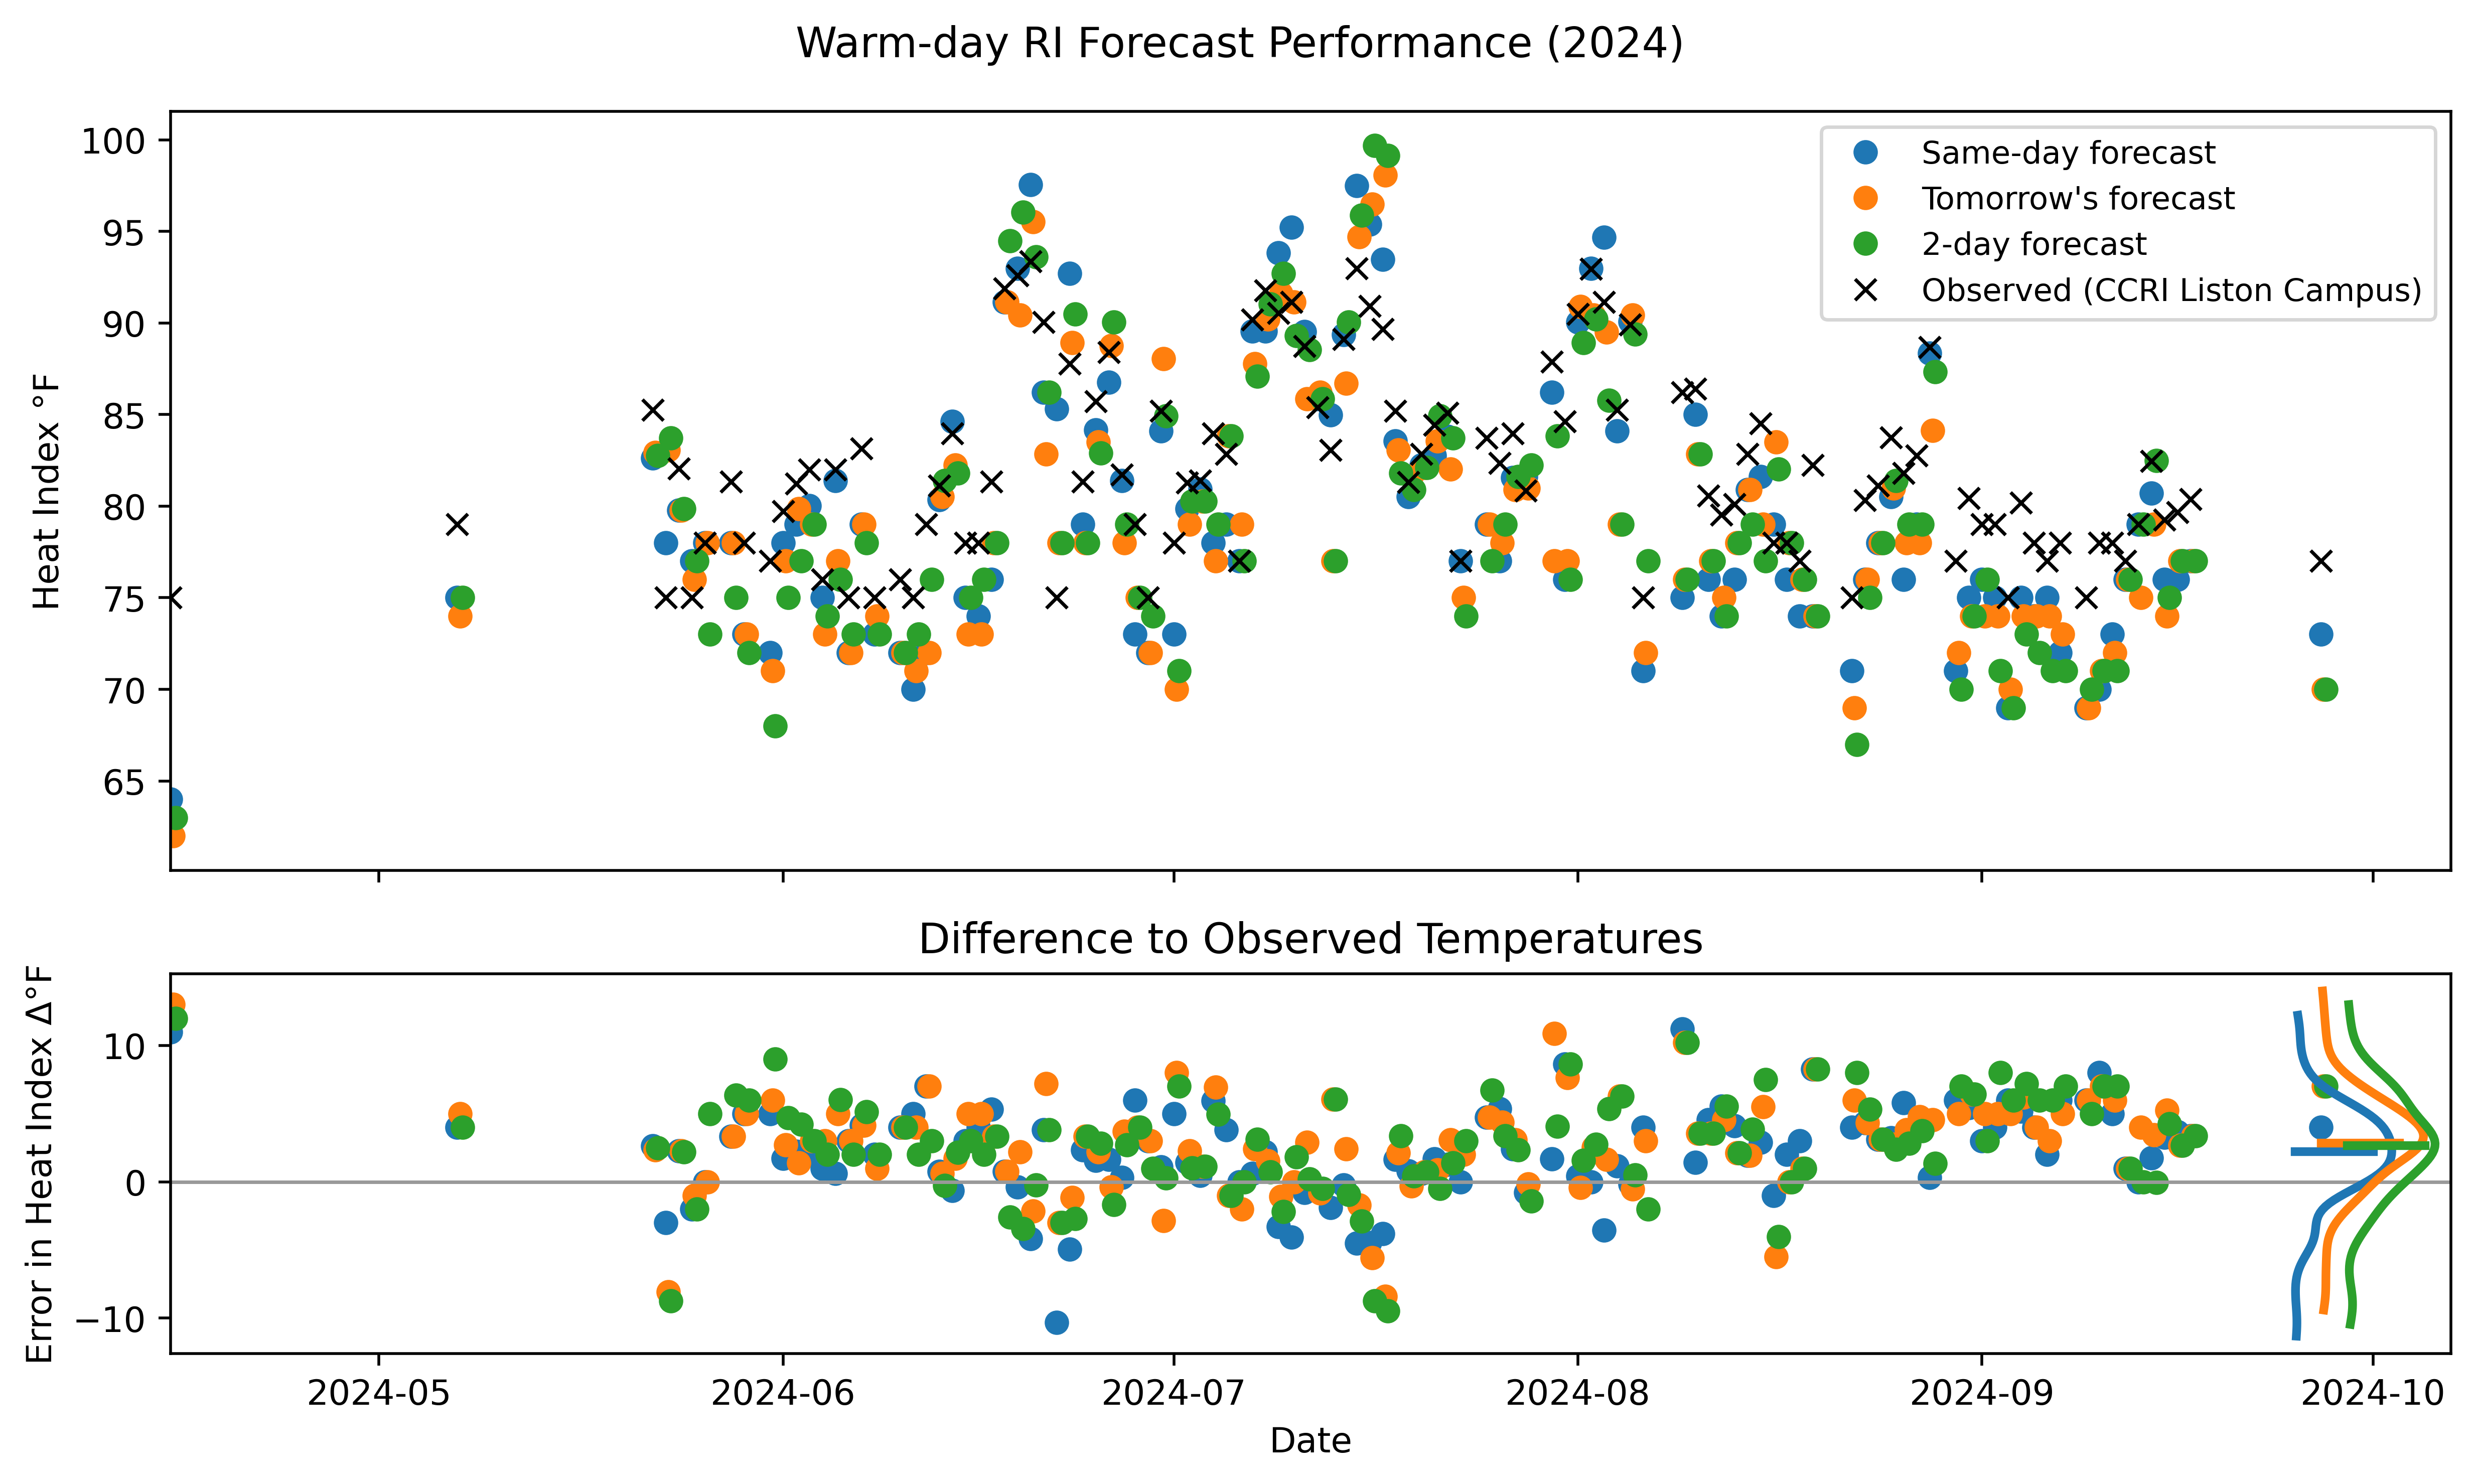 Warm-day RI Forecast Performance (2024)
Heat Index °F
100
95
90
85
80
75
70
65
Same-day forecast
Tomorrow's forecast
2-day forecast
Observed (CCRI Liston Campus)
Difference to Observed Temperatures
Error in Heat Index Δ°F
10
0
−10
2024-05
2024-06
2024-07
2024-08
2024-09
2024-10
Date